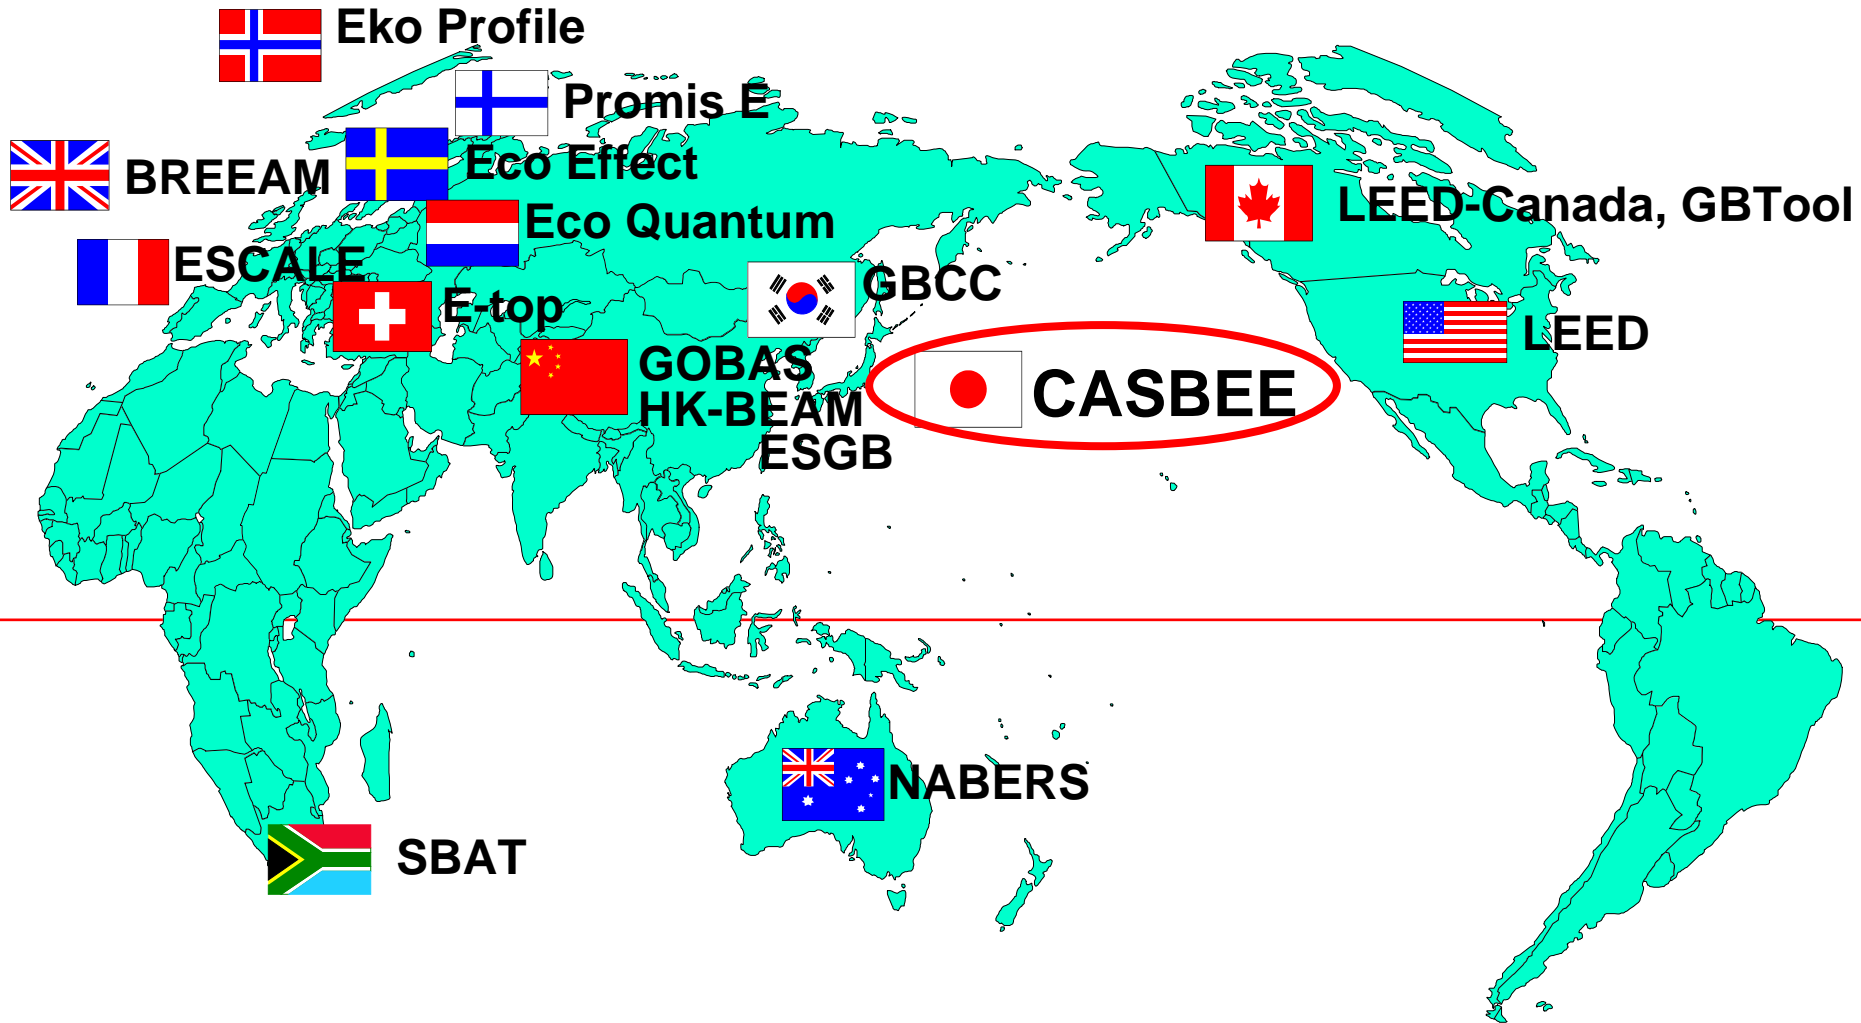 Eko Profile
Promis E
BREEAM
Eco Effect
Eco Quantum
LEED-Canada, GBTool
ESCALE
GBCC
E-top
LEED
GOBAS
HK-BEAM
ESGB
CASBEE
NABERS
SBAT